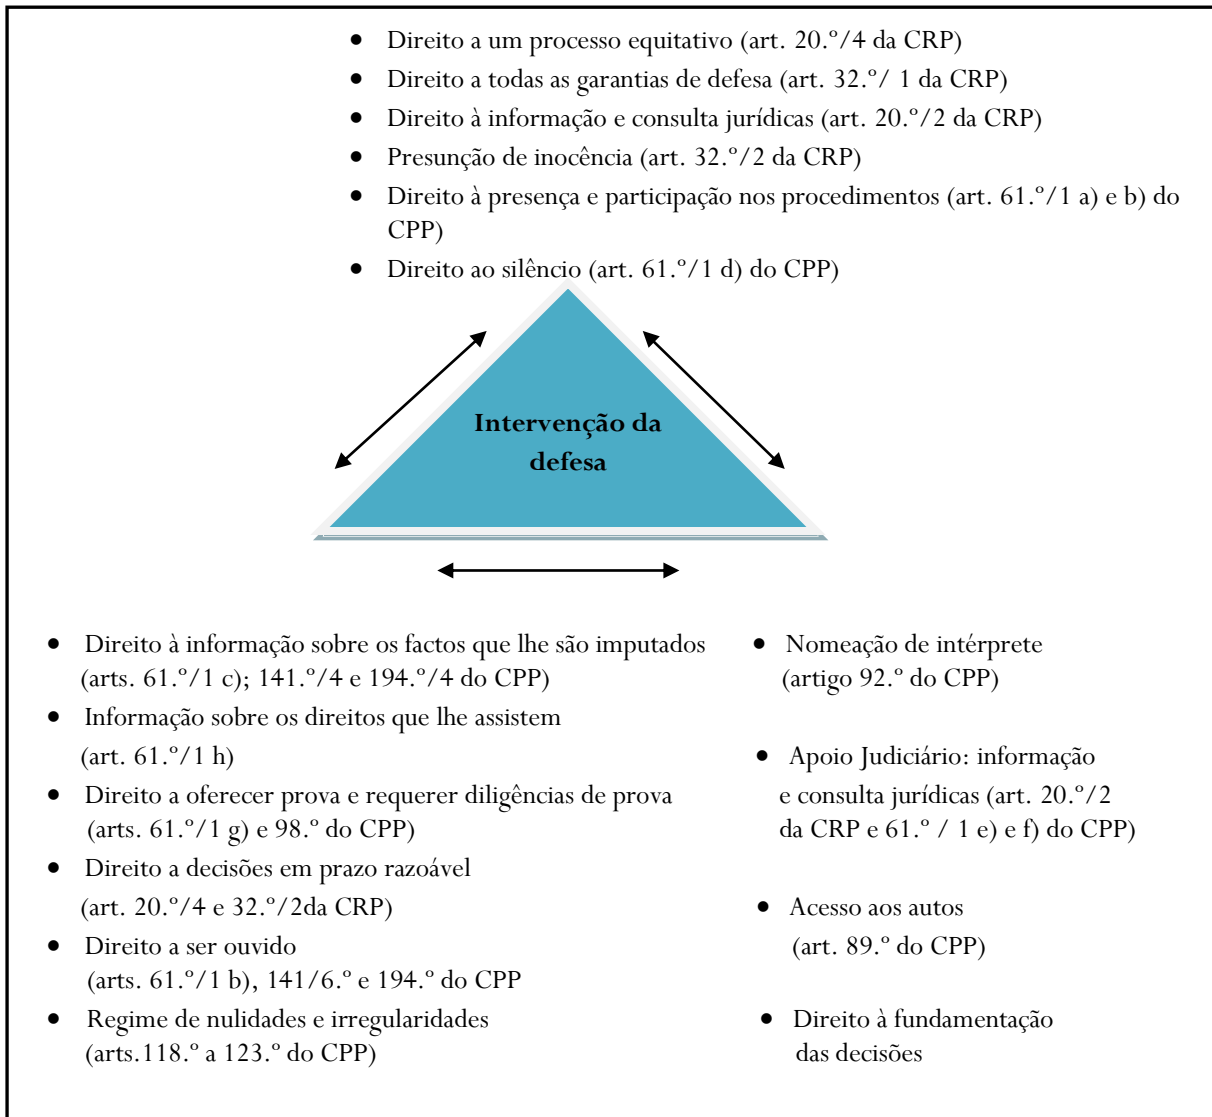 • Direito a um processo equitativo (art. 20.º/4 da CRP)
• Direito a todas as garantias de defesa (art. 32.º/ 1 da CRP)
• Direito à informação e consulta jurídicas (art. 20.º/2 da CRP)
• Presunção de inocência (art. 32.º/2 da CRP)
• Direito à presença e participação nos procedimentos (art. 61.º/1 a) e b) do
CPP)
• Direito ao silêncio (art. 61.º/1 d) do CPP)
Intervenção da
defesa
• Direito à informação sobre os factos que lhe são imputados
(arts. 61.º/1 c); 141.º/4 e 194.º/4 do CPP)
• Informação sobre os direitos que lhe assistem
(art. 61.º/1 h)
• Direito a oferecer prova e requerer diligências de prova
(arts. 61.º/1 g) e 98.º do CPP)
• Direito a decisões em prazo razoável
(art. 20.º/4 e 32.º/2da CRP)
• Direito a ser ouvido
(arts. 61.º/1 b), 141/6.º e 194.º do CPP
• Regime de nulidades e irregularidades
(arts.118.º a 123.º do CPP)
• Nomeação de intérprete
(artigo 92.º do CPP)
• Apoio Judiciário: informação
e consulta jurídicas (art. 20.º/2
da CRP e 61.º / 1 e) e f) do CPP)
• Acesso aos autos
(art. 89.º do CPP)
• Direito à fundamentação
das decisões